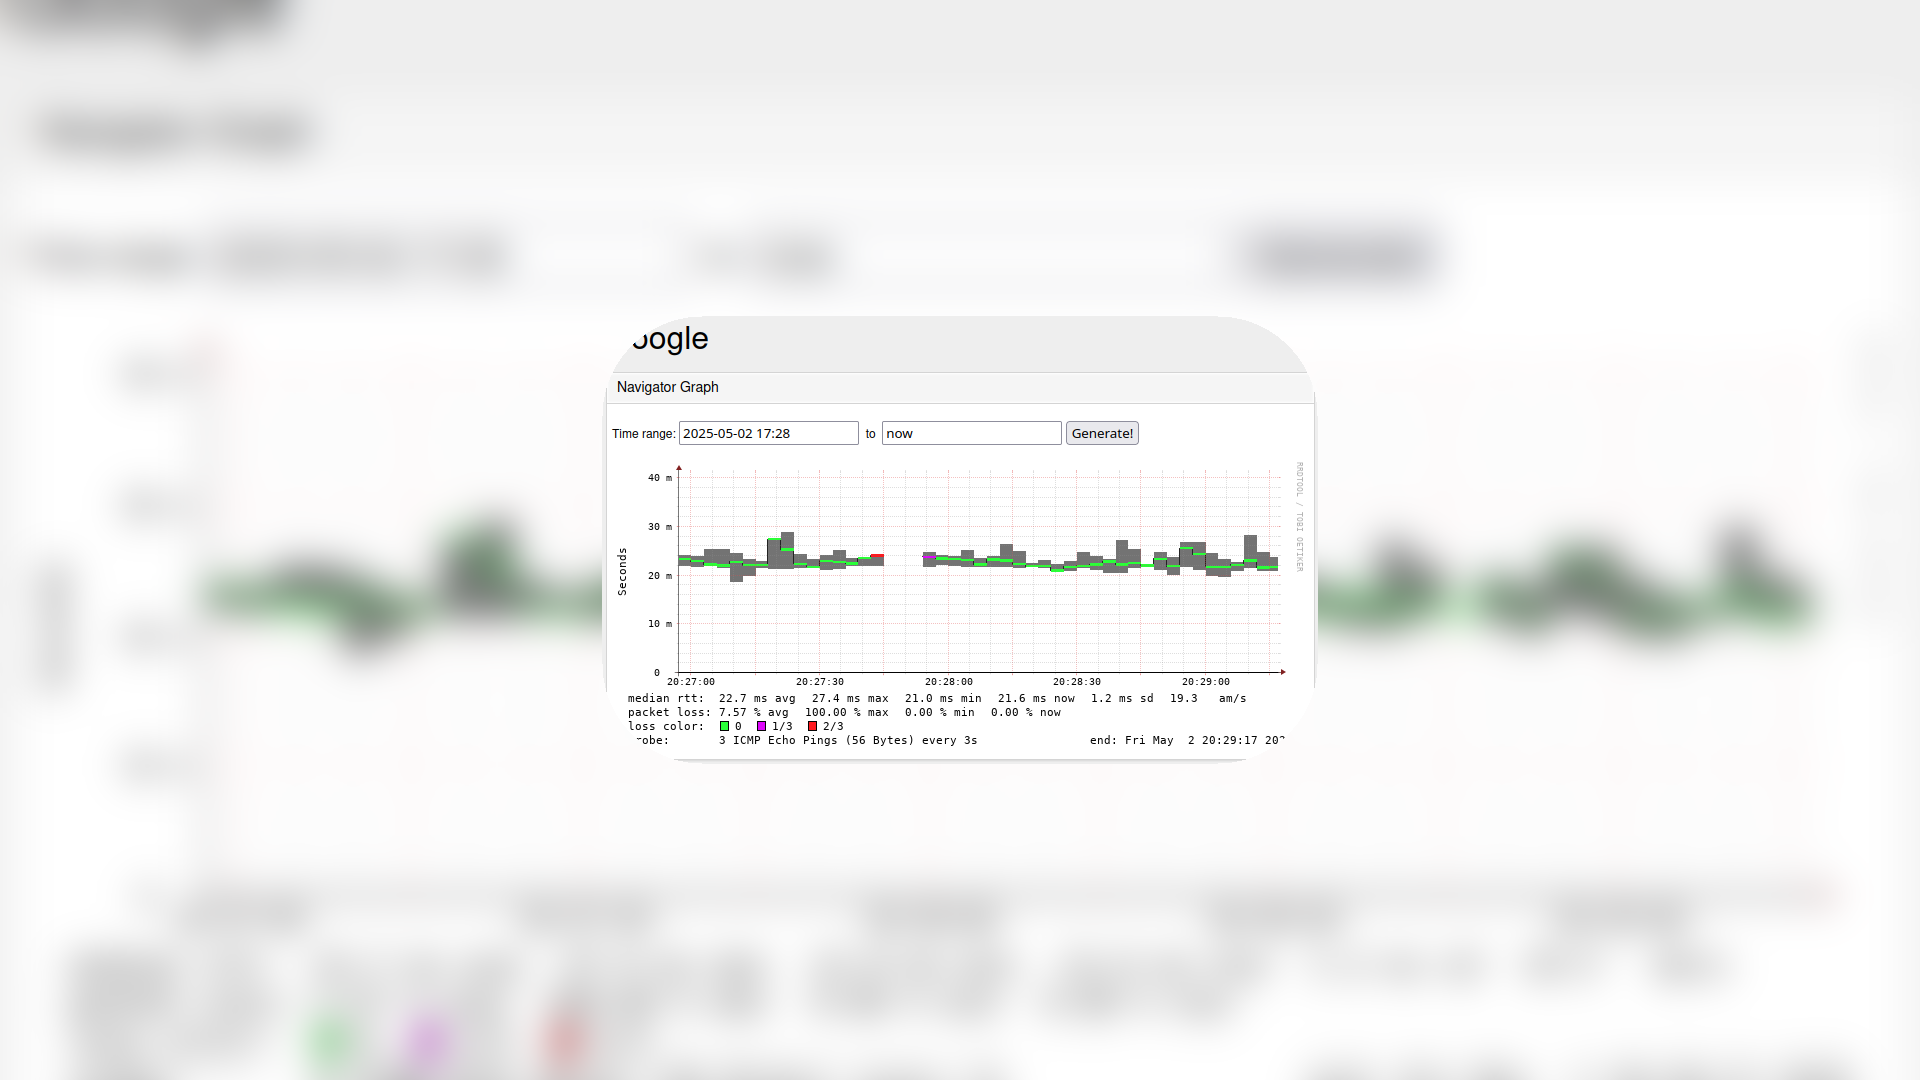 oogle
Navigator Graph
Time range: 2025-05-02 17:28 to now Generate!
RRDTOOL / TOBI OETIKER
40 m
30 m
20 m
10 m
0
Seconds
20:27:00 20:27:30 20:28:00 20:28:30 20:29:00
median rtt: 22.7 ms avg 27.4 ms max 21.0 ms min 21.6 ms now 1.2 ms sd 19.3 am/s
packet loss: 7.57 % avg 100.00 % max 0.00 % min 0.00 % now
loss color: 0 1/3 2/3
robe: 3 ICMP Echo Pings (56 Bytes) every 3s end: Fri May 2 20:29:17 202